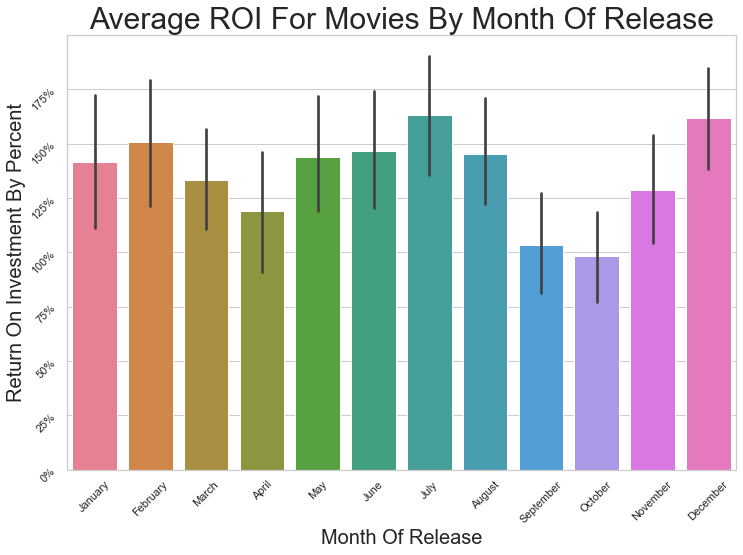 Average ROI For Movies By Month Of Release
Return On Investment By Percent
175%
150%
125%
100%
75%
50%
25%
0%
January
February
March
April
May
June
July
August
September
October
November
December
Month Of Release